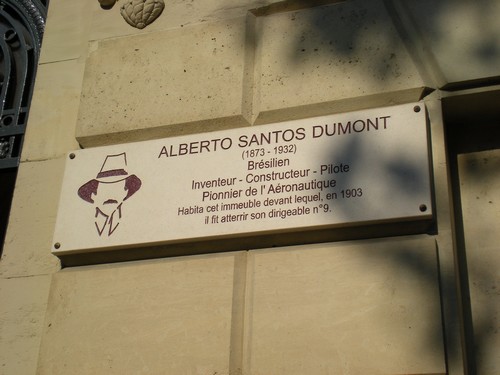 ALBERTO SANTOS DUMONT
(1873 - 1932)
Brésilien
Inventeur - Constructeur - Pilote
Pionnier de l' Aéronautique
Habita cet immeuble devant lequel, en 1903
il fit atterrir son dirigeable n°9.